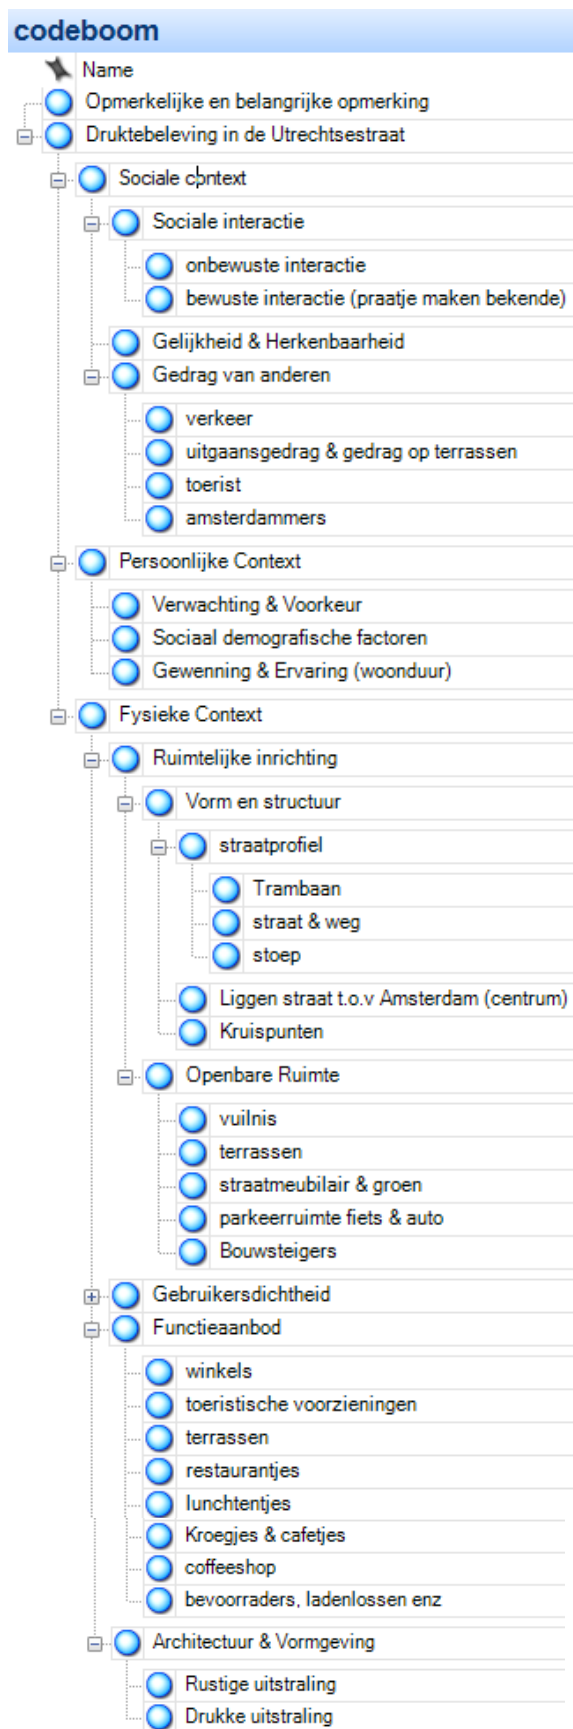 codeboom
Name
Opmerkelijke en belangrijke opmerking
Druktebeleving in de Utrechtsestraat
Sociale context
Sociale interactie
onbewuste interactie
bewuste interactie (praatje maken bekende)
Gelijkheid & Herkenbaarheid
Gedrag van anderen
verkeer
uitgaansgedrag & gedrag op terrassen
toerist
amsterdammers
Persoonlijke Context
Verwachting & Voorkeur
Sociaal demografische factoren
Gewenning & Ervaring (woonduur)
Fysieke Context
Ruimtelijke inrichting
Vorm en structuur
straatprofiel
Trambaan
straat & weg
stoep
Liggen straat t.o.v Amsterdam (centrum)
Kruispunten
Openbare Ruimte
vuilnis
terrassen
straatmeubilair & groen
parkeerruimte fiets & auto
Bouwsteigers
Gebruikersdichtheid
Functieaanbod
winkels
toeristische voorzieningen
terrassen
restaurantjes
lunchtentjes
Kroegjes & cafetjes
coffeeshop
bevoorraders, ladenlossen enz
Architectuur & Vormgeving
Rustige uitstraling
Drukke uitstraling